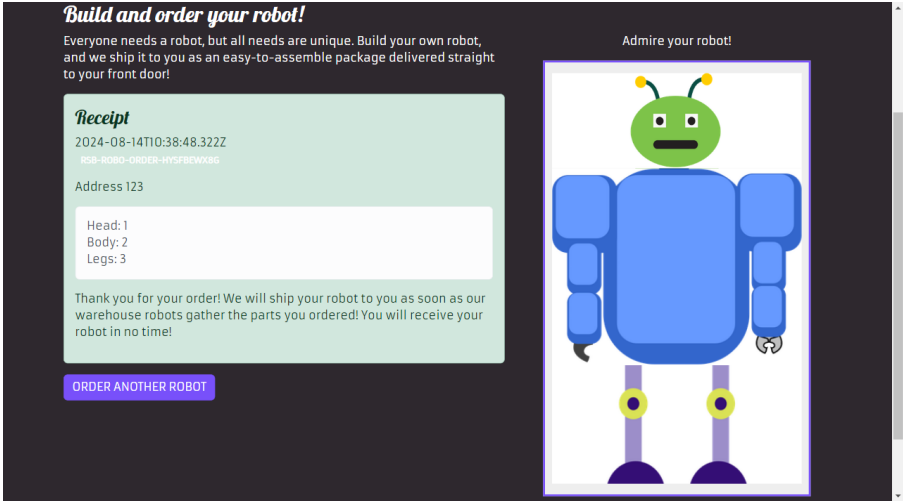 Build and order your robot!
Everyone needs a robot, but all needs are unique. Build your own robot,
and we ship it to you as an easy-to-assemble package delivered straight
to your front door!
Receipt
2024-08-14T10:38:48.322Z
RSB-ROBO-ORDER-HYSFBEWX8G
Address 123
Head: 1
Body: 2
Legs: 3
Thank you for your order! We will ship your robot to you as soon as our
warehouse robots gather the parts you ordered! You will receive your
robot in no time!
ORDER ANOTHER ROBOT
Admire your robot!